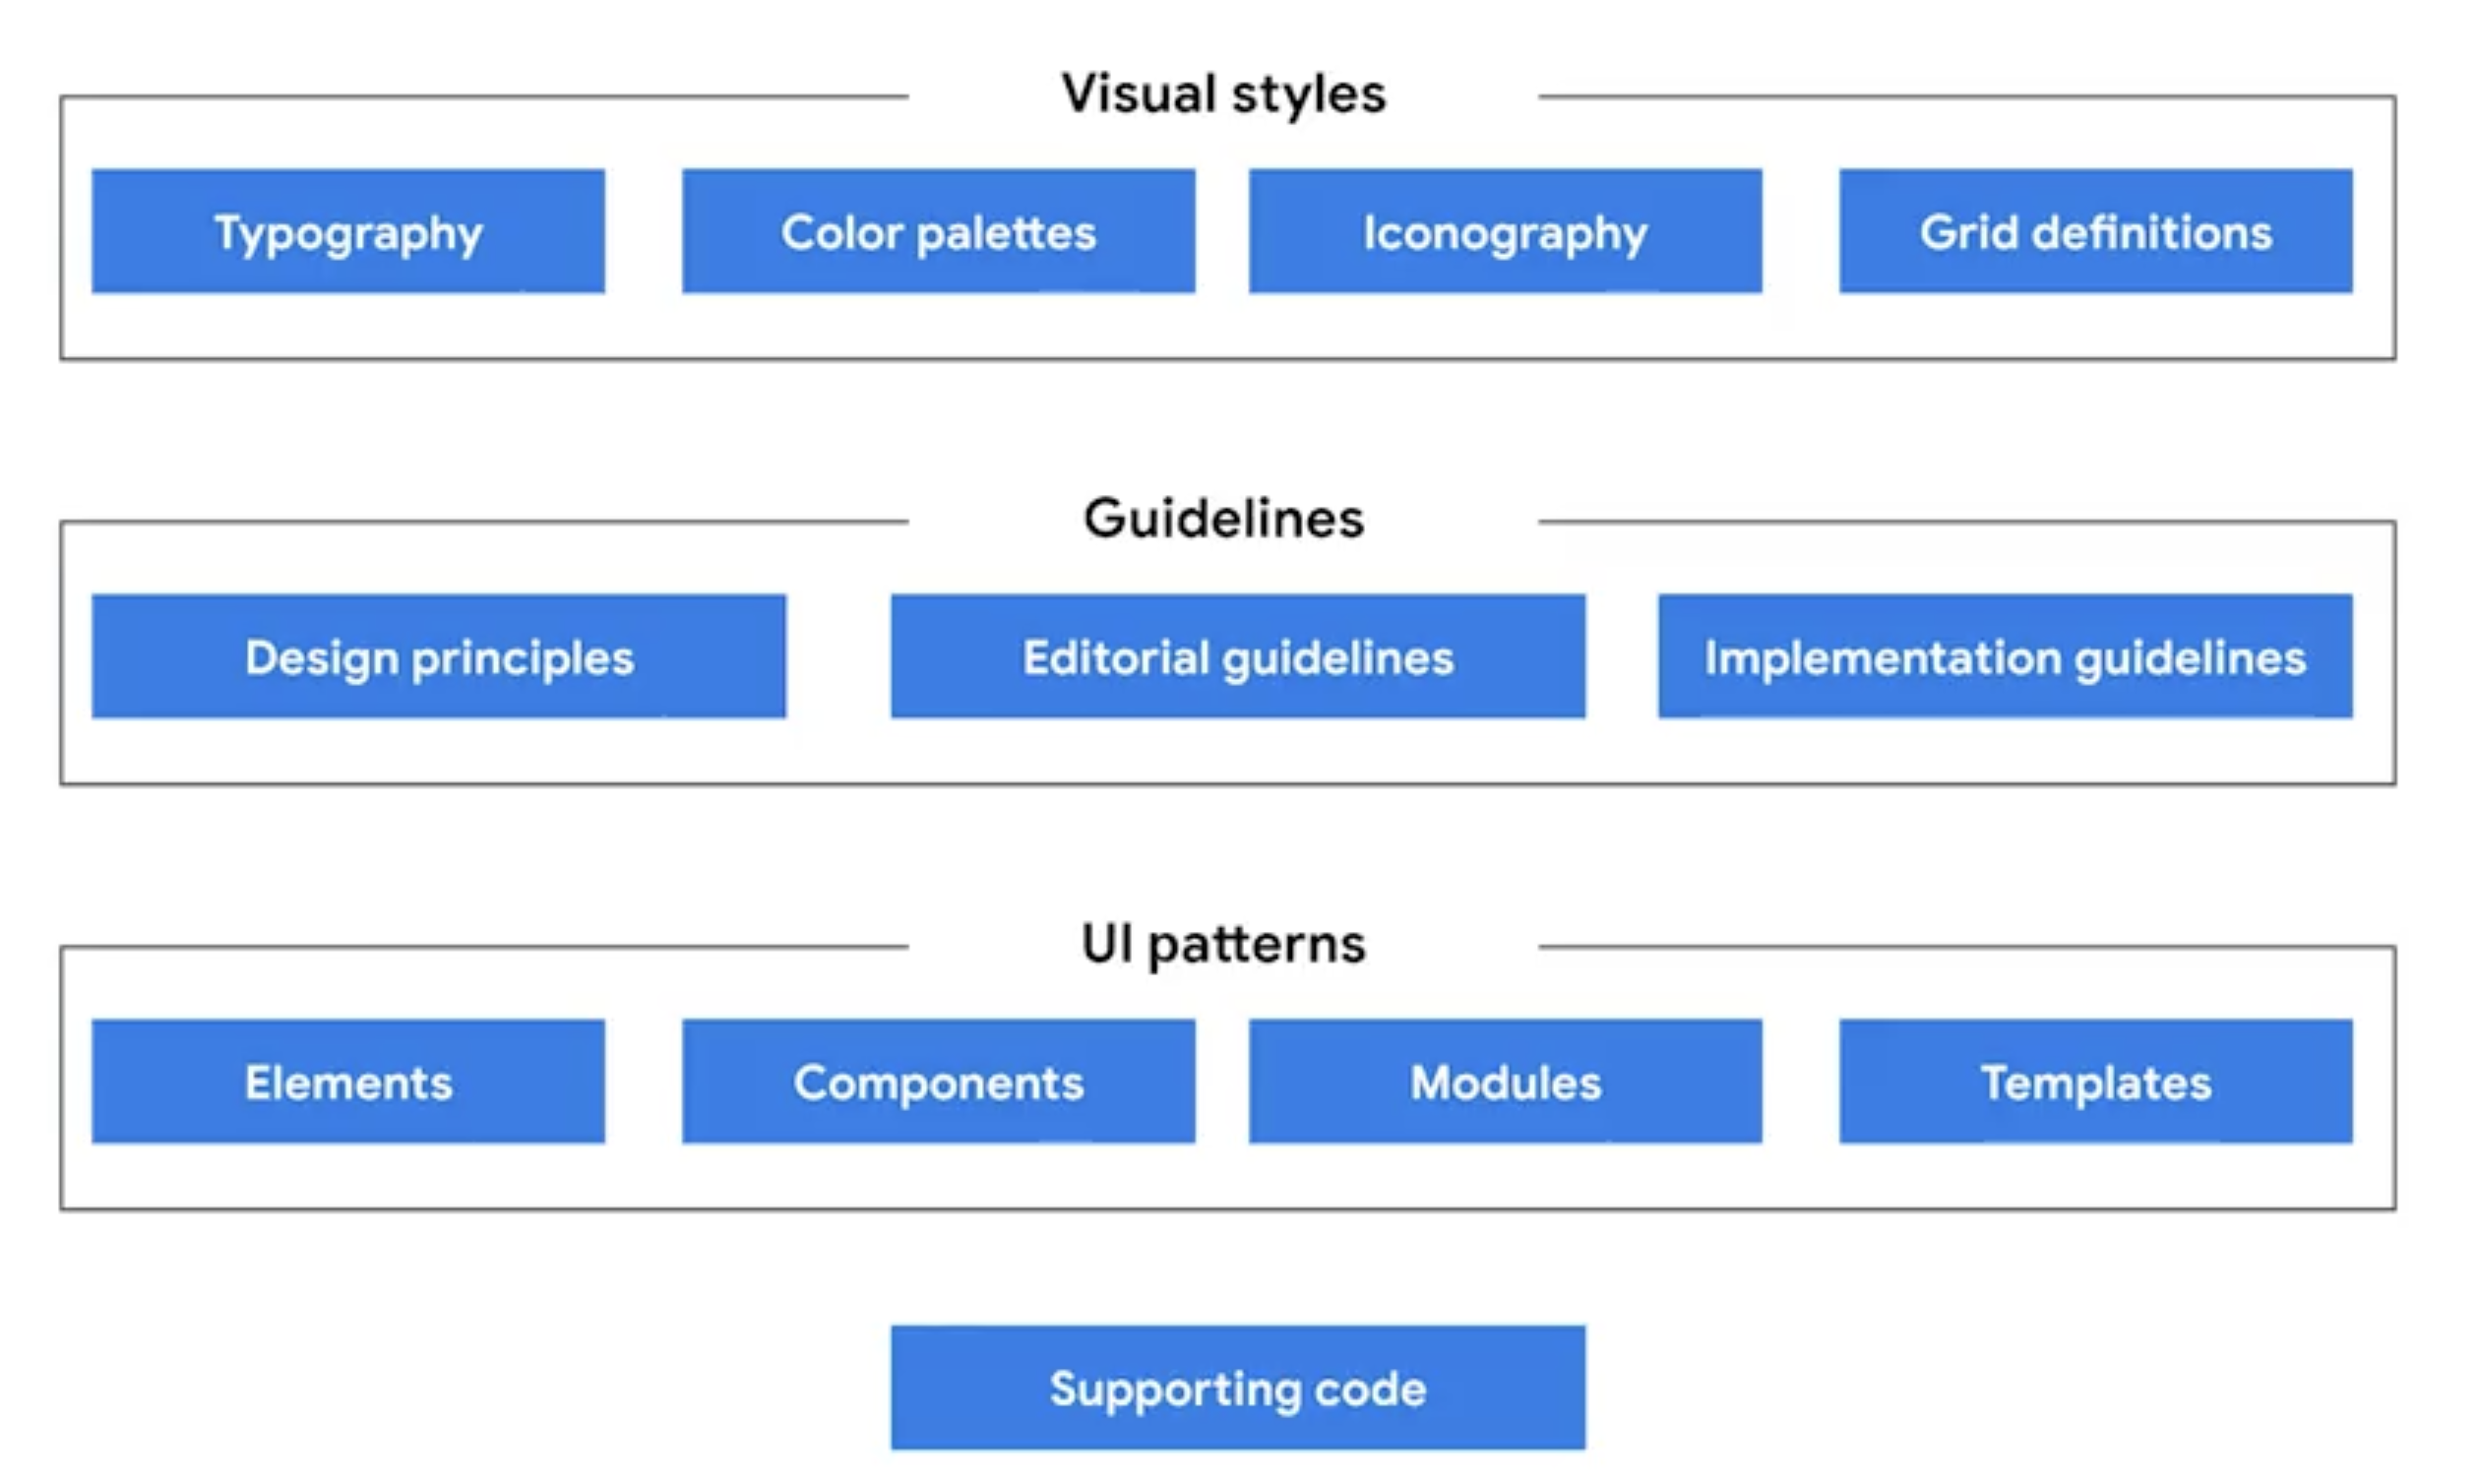 Visual styles
Typography
Color palettes
Iconography
Grid definitions
Guidelines
Design principles
Editorial guidelines
Implementation guidelines
UI patterns
Elements
Components
Modules
Templates
Supporting code